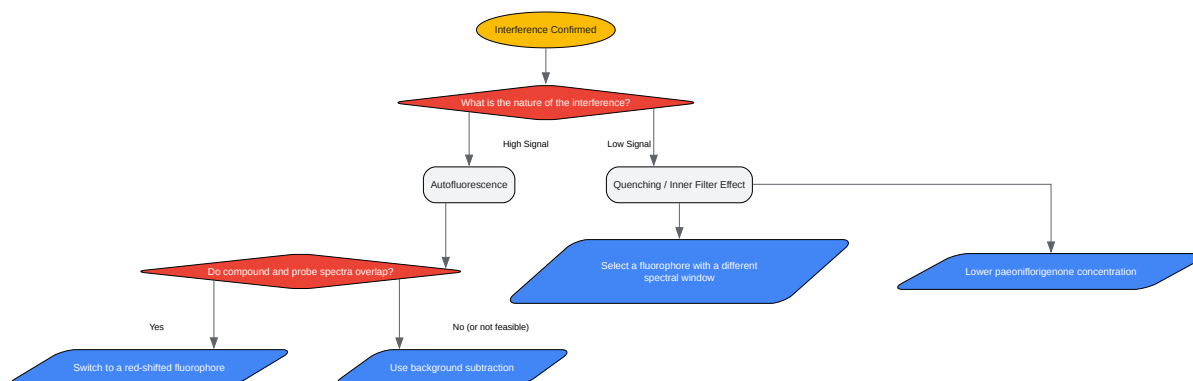 Interference Confirmed
What is the nature of the interference?
High Signal
Low Signal
Autofluorescence
Quenching / Inner Filter Effect
Do compound and probe spectra overlap?
Select a fluorophore with a different
spectral window
Lower paeoniflorigenone concentration
Yes
No (or not feasible)
Switch to a red-shifted fluorophore
Use background subtraction